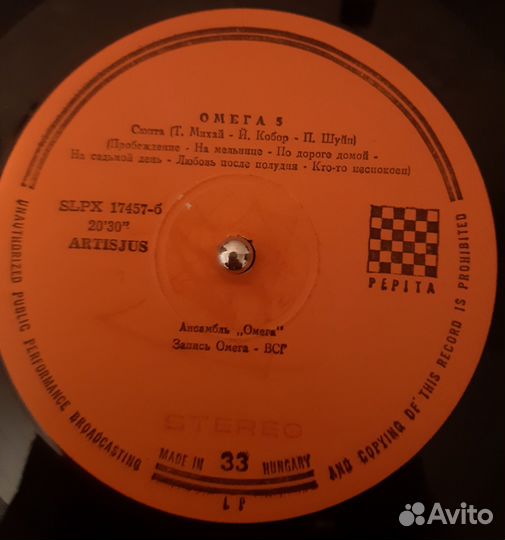 ОМЕГА 5
Сюита (Т. Михай - Й. Кобор - П. Шуйи)
(Пробеждение - На мельнице - По дороге домой -
На седьмой день - Любовь после полудня - Кто-то неспокоен)
SLPX 17457-б
20'30"
ARTISJUS
PEPITA
Ансамбль „Омега"
Запись Омега - ВСГ
STEREO
MADE IN 33 HUNGARY
LP
UNAUTHORIZED PUBLIC PERFORMANCE BROADCASTING AND COPYING OF THIS RECORD IS PROHIBITED
Avito